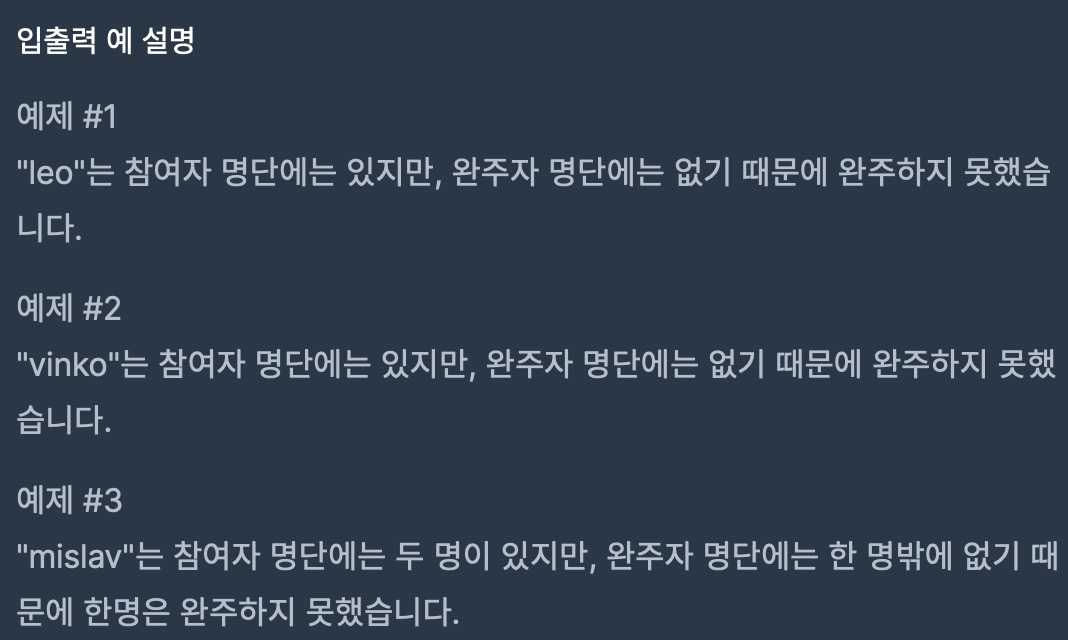 입출력 예 설명
예제 #1
"leo"는 참여자 명단에는 있지만, 완주자 명단에는 없기 때문에 완주하지 못했습
니다.
예제 #2
"vinko"는 참여자 명단에는 있지만, 완주자 명단에는 없기 때문에 완주하지 못했
습니다.
예제 #3
"mislav"는 참여자 명단에는 두 명이 있지만, 완주자 명단에는 한 명밖에 없기 때
문에 한명은 완주하지 못했습니다.